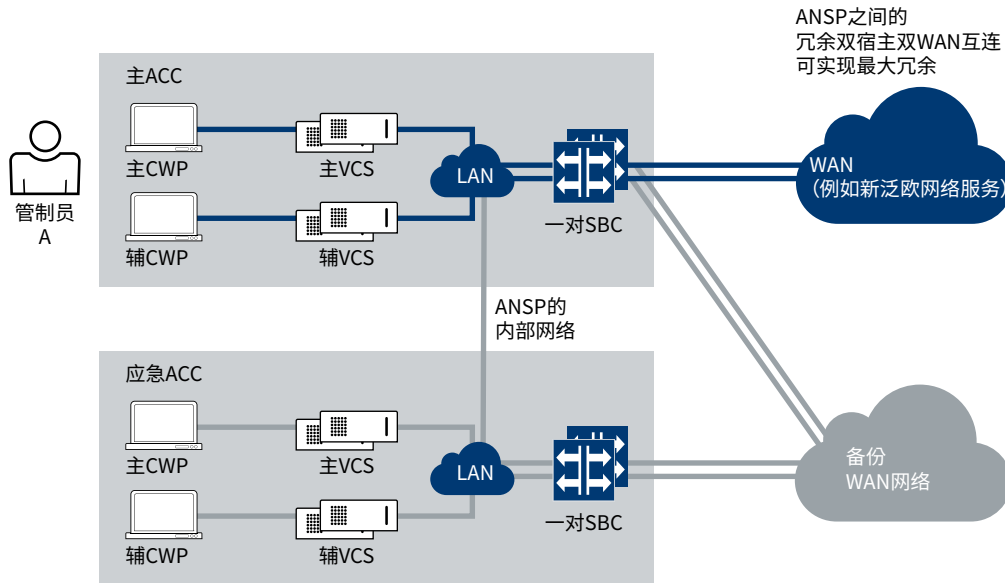 ANSP之间的
冗余双宿主双WAN互连
可实现最大冗余
主ACC
主CWP
主VCS
LAN
WAN
（例如新泛欧网络服务）
管制员
A
一对SBC
辅CWP
辅VCS
ANSP的
内部网络
应急ACC
主CWP
主VCS
LAN
备份
WAN网络
一对SBC
辅CWP
辅VCS